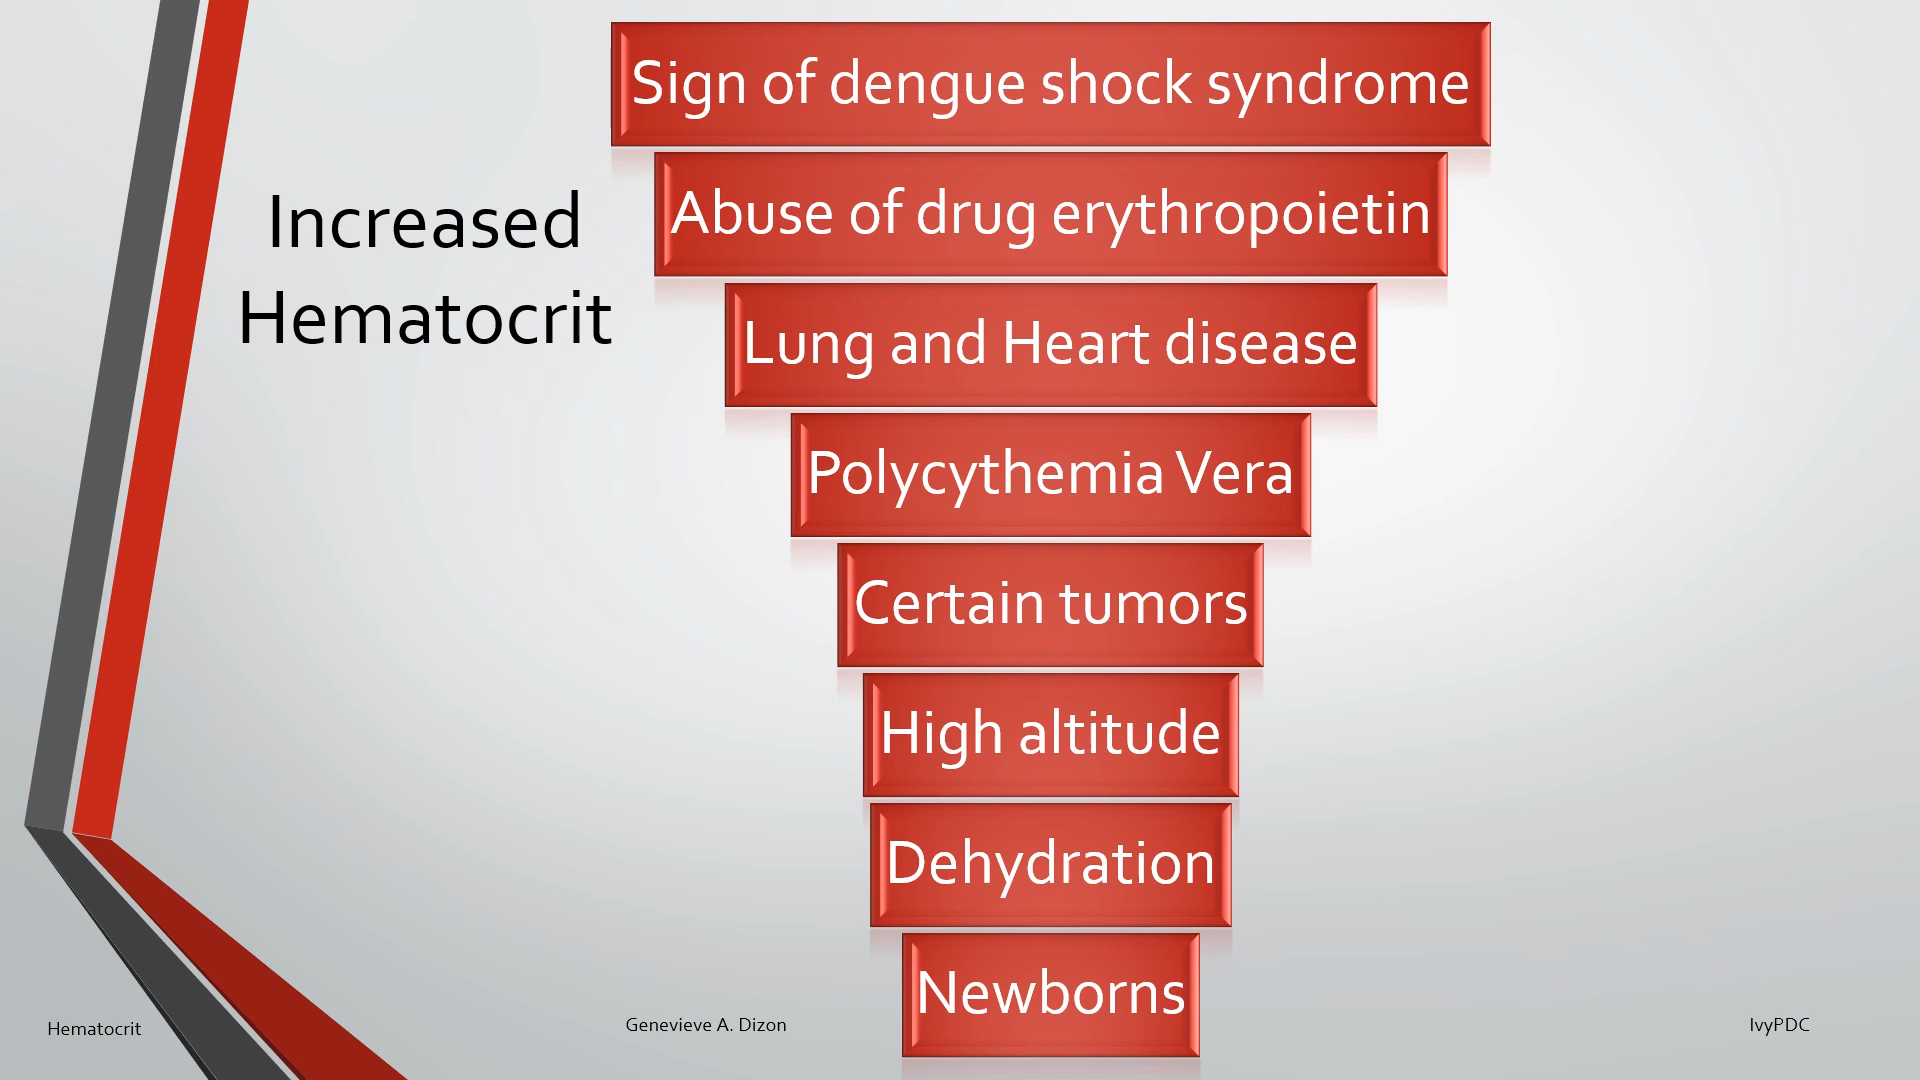 Increased
Hematocrit
Sign of dengue shock syndrome
Abuse of drug erythropoietin
Lung and Heart disease
Polycythemia Vera
Certain tumors
High altitude
Dehydration
Newborns
Hematocrit
Genevieve A. Dizon
IvyPDC